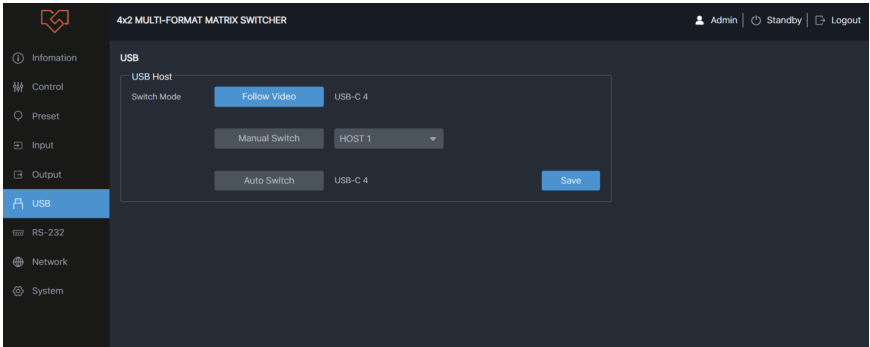 4x2 MULTI-FORMAT MATRIX SWITCHER
Admin | Standby | Logout
Infomation
Control
Preset
Input
Output
USB
RS-232
Network
System
USB
USB Host
Switch Mode Follow Video USB-C 4
Manual Switch HOST 1
Auto Switch USB-C 4 Save